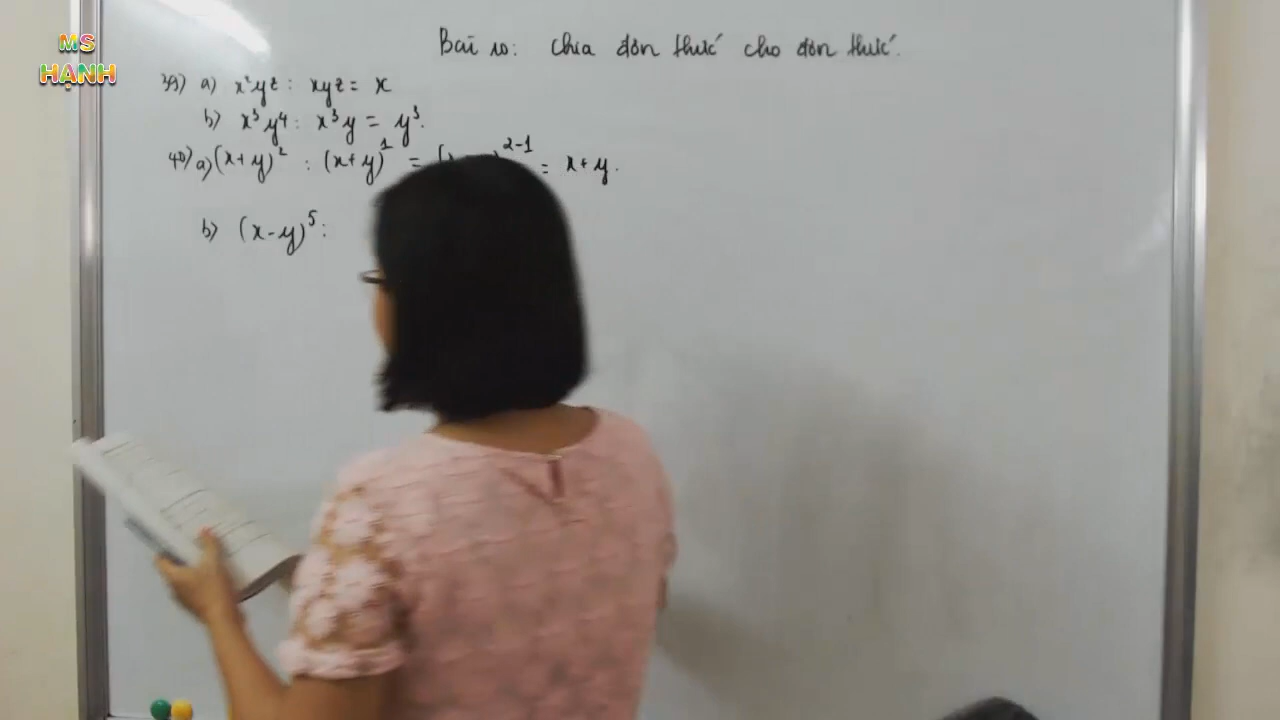 MS
HẠNH
Bài 10: chia đơn thức cho đơn thức.
39) a) x²yz : xyz = x
b) x³y⁴ : x³y = y³.
40) a) (x+y)² : (x+y)¹ = ( )²⁻¹ = x+y.
b) (x-y)⁵ :